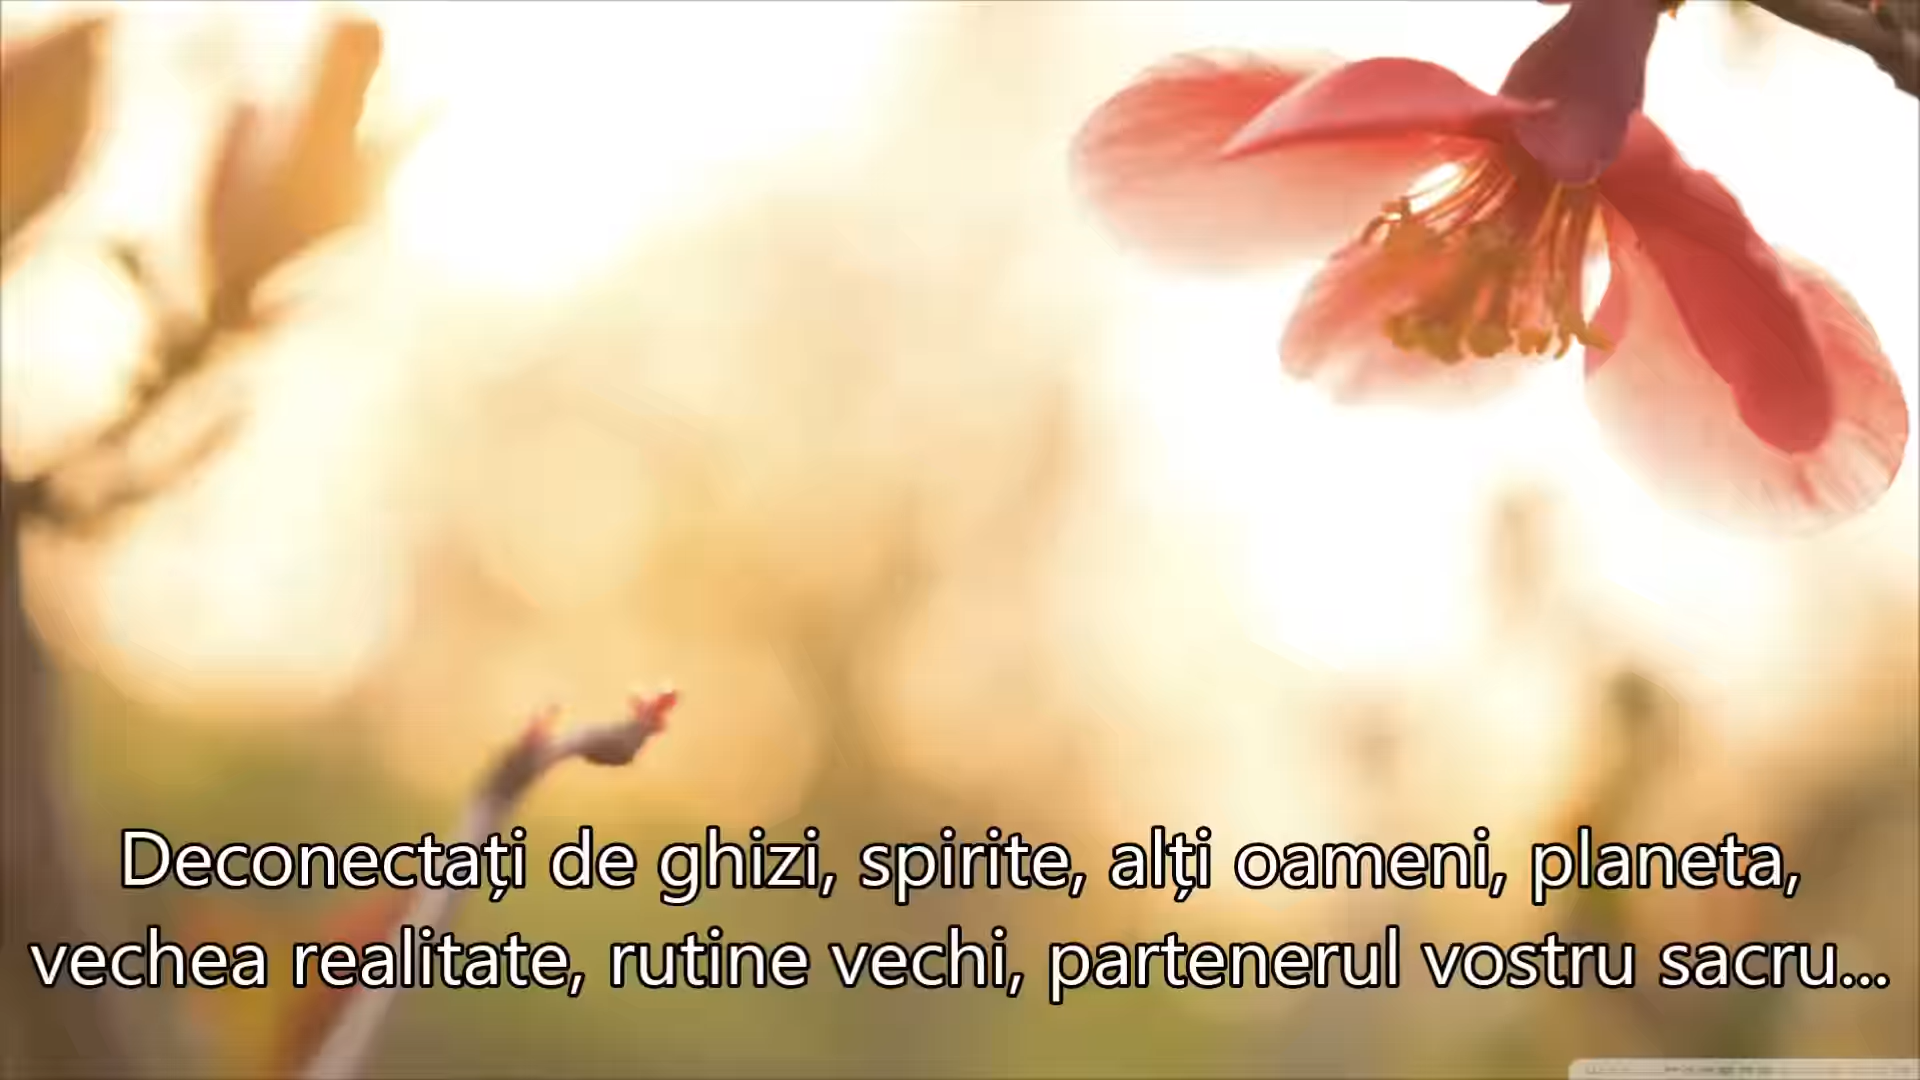 Deconectați de ghizi, spirite, alți oameni, planeta,
vechea realitate, rutine vechi, partenerul vostru sacru...